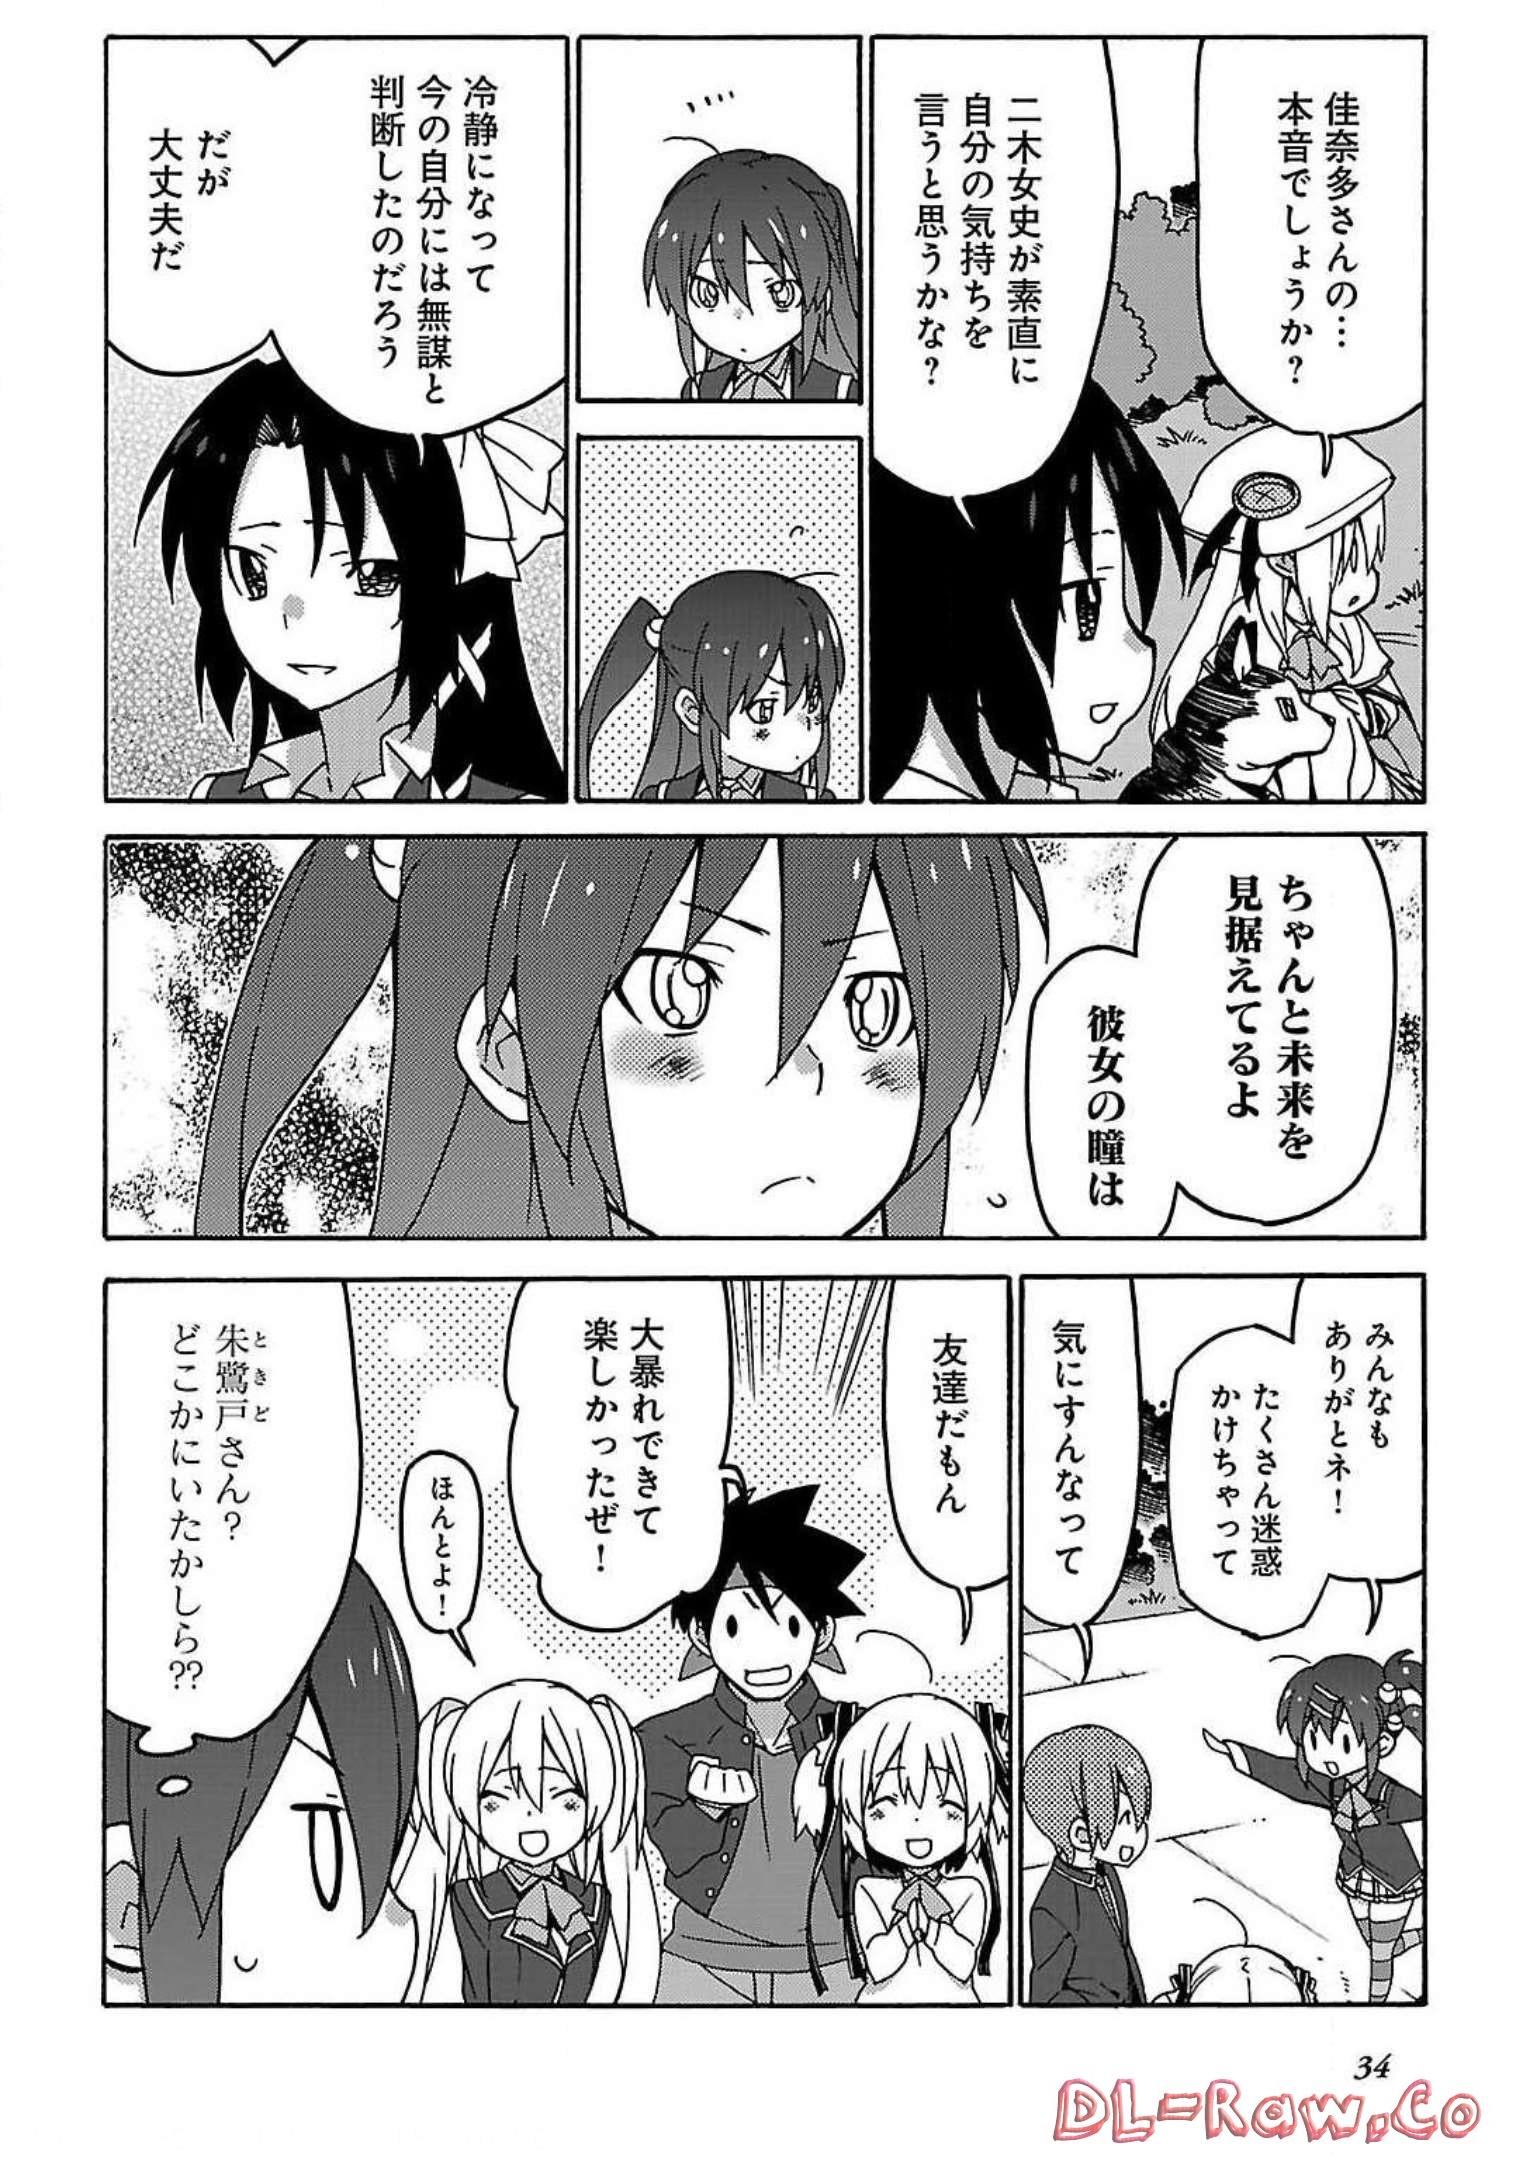 佳奈多さんの…
本音でしょうか?
二木女史が素直に
自分の気持ちを
言うと思うかな?
冷静になって
今の自分には無謀と
判断したのだろう
だが
大丈夫だ
ちゃんと未来を
見据えてるよ
彼女の瞳は
みんなも
ありがとネ!
たくさん迷惑
かけちゃって
気にすんなって
友達だもん
大暴れできて
楽しかったぜ!
ほんとよ!
朱鷺戸さん?
ときど
どこかにいたかしら??
34
DL-Raw.Co